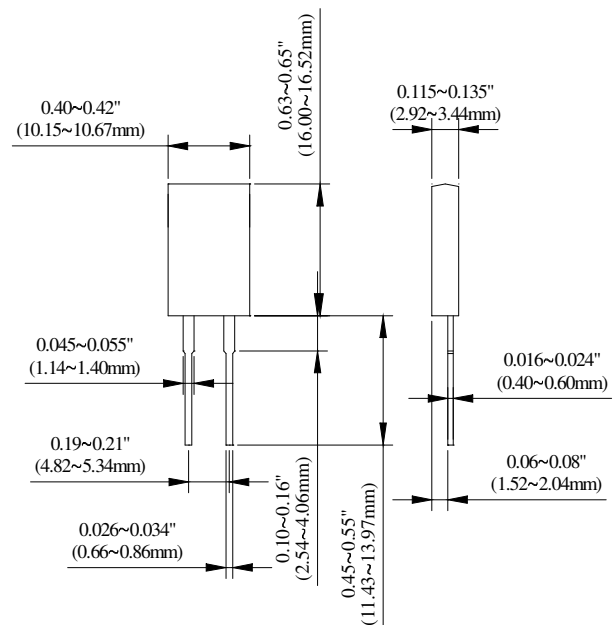 0.40~0.42"
(10.15~10.67mm)
0.63~0.65"
(16.00~16.52mm)
0.115~0.135"
(2.92~3.44mm)
0.045~0.055"
(1.14~1.40mm)
0.016~0.024"
(0.40~0.60mm)
0.19~0.21"
(4.82~5.34mm)
0.10~0.16"
(2.54~4.06mm)
0.45~0.55"
(11.43~13.97mm)
0.06~0.08"
(1.52~2.04mm)
0.026~0.034"
(0.66~0.86mm)